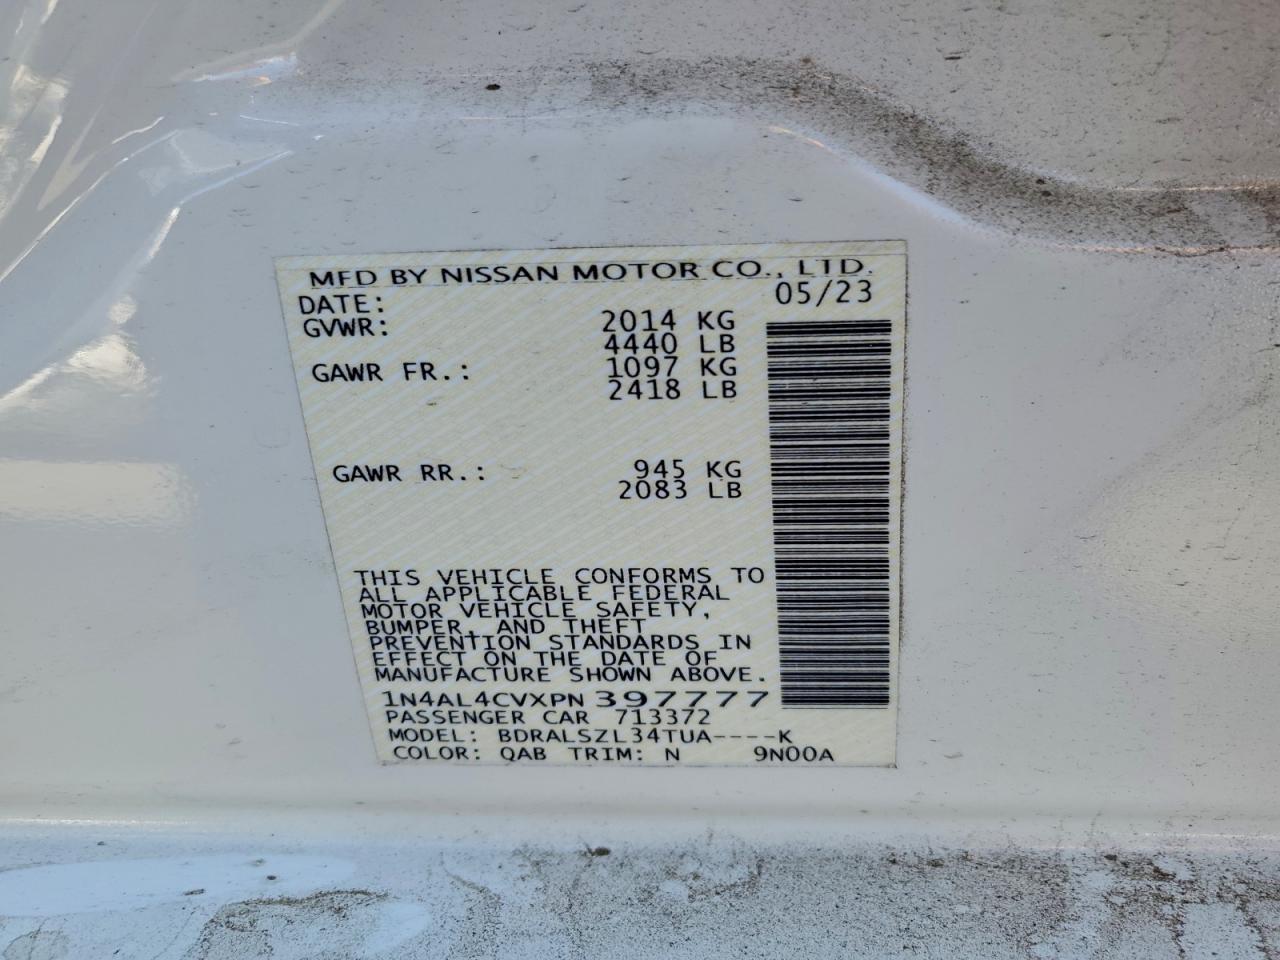 MFD BY NISSAN MOTOR CO., LTD.
DATE: 05/23
GVWR: 2014 KG
4440 LB
GAWR FR.: 1097 KG
2418 LB
GAWR RR.: 945 KG
2083 LB
THIS VEHICLE CONFORMS TO
ALL APPLICABLE FEDERAL
MOTOR VEHICLE SAFETY,
BUMPER, AND THEFT
PREVENTION STANDARDS IN
EFFECT ON THE DATE OF
MANUFACTURE SHOWN ABOVE.
1N4AL4CVXPN397777
PASSENGER CAR 713372
MODEL: BDRALSZL34TUA----K
COLOR: QAB TRIM: N 9N00A